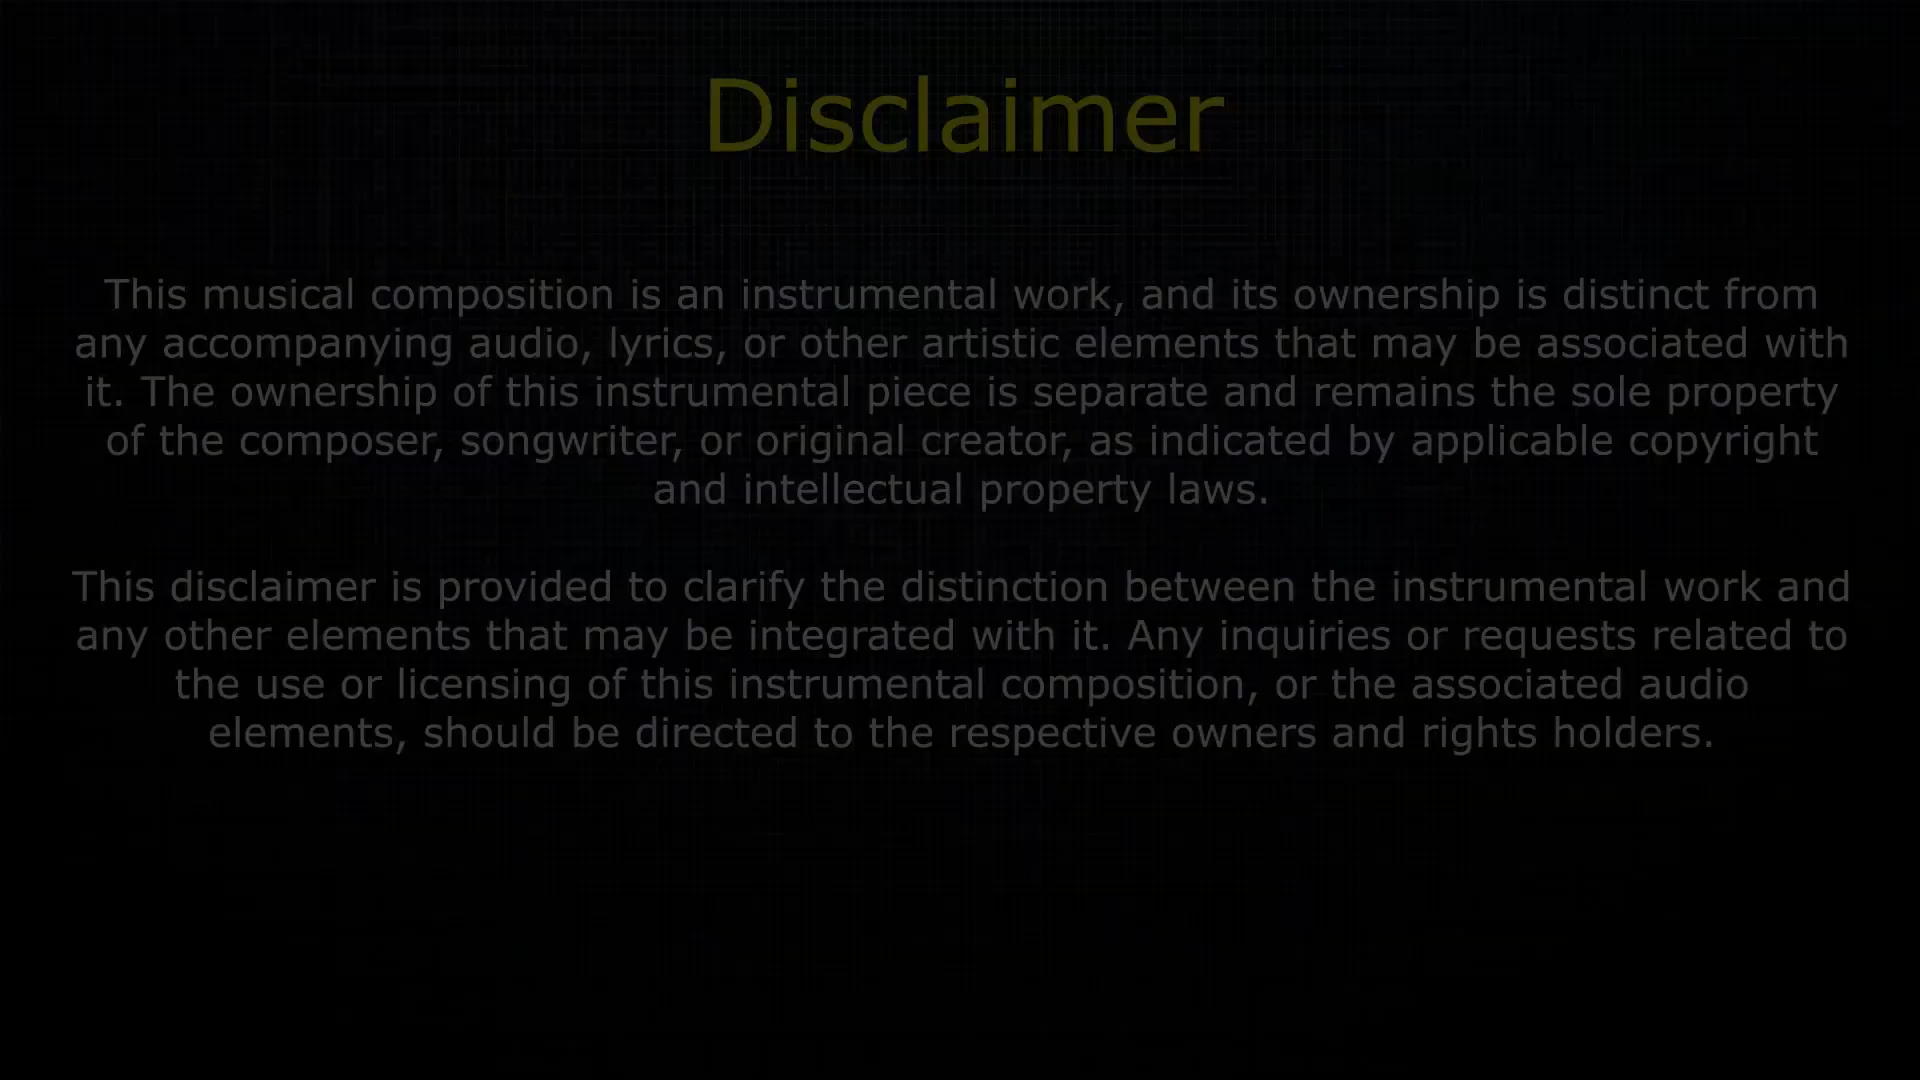 Disclaimer
This musical composition is an instrumental work, and its ownership is distinct from
any accompanying audio, lyrics, or other artistic elements that may be associated with
it. The ownership of this instrumental piece is separate and remains the sole property
of the composer, songwriter, or original creator, as indicated by applicable copyright
and intellectual property laws.
This disclaimer is provided to clarify the distinction between the instrumental work and
any other elements that may be integrated with it. Any inquiries or requests related to
the use or licensing of this instrumental composition, or the associated audio
elements, should be directed to the respective owners and rights holders.